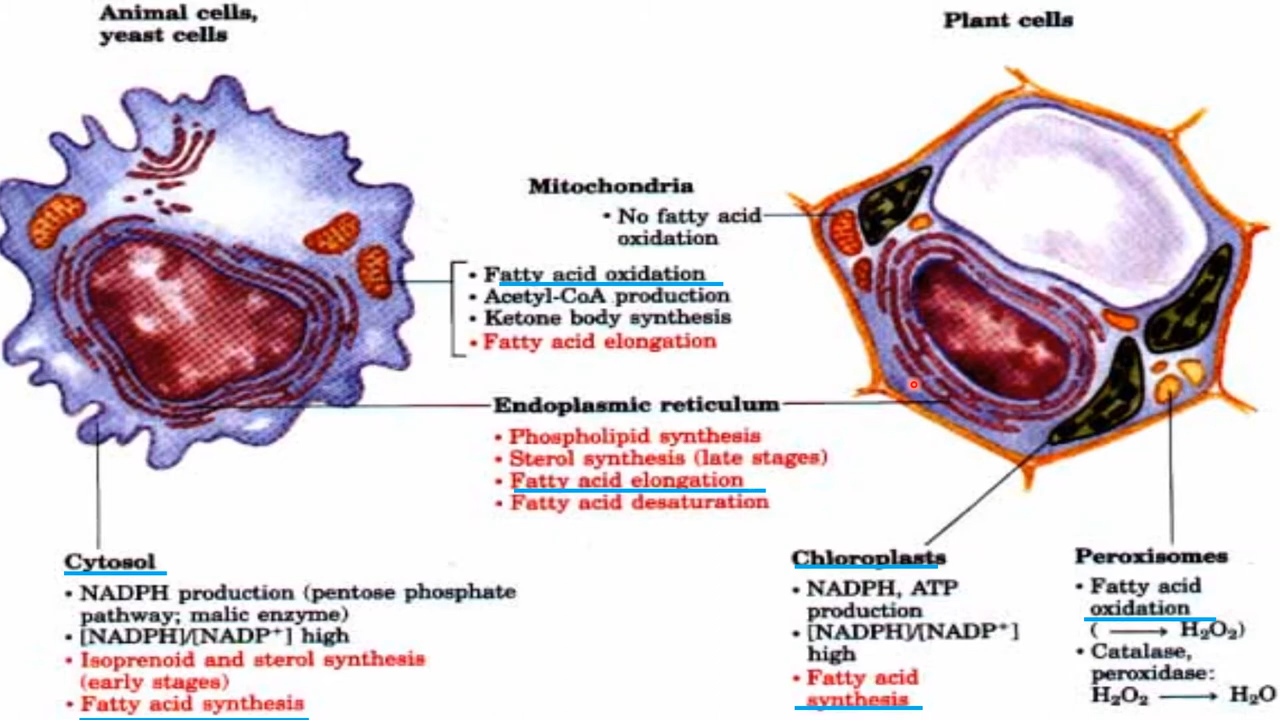 Animal cells,
yeast cells
Plant cells
Mitochondria
• No fatty acid
oxidation
• Fatty acid oxidation
• Acetyl-CoA production
• Ketone body synthesis
• Fatty acid elongation
Endoplasmic reticulum
• Phospholipid synthesis
• Sterol synthesis (late stages)
• Fatty acid elongation
• Fatty acid desaturation
Cytosol
• NADPH production (pentose phosphate
pathway; malic enzyme)
• [NADPH]/[NADP⁺] high
• Isoprenoid and sterol synthesis
(early stages)
• Fatty acid synthesis
Chloroplasts
• NADPH, ATP
production
• [NADPH]/[NADP⁺]
high
• Fatty acid
synthesis
Peroxisomes
• Fatty acid
oxidation
( ⟶ H₂O₂)
• Catalase,
peroxidase:
H₂O₂ ⟶ H₂O